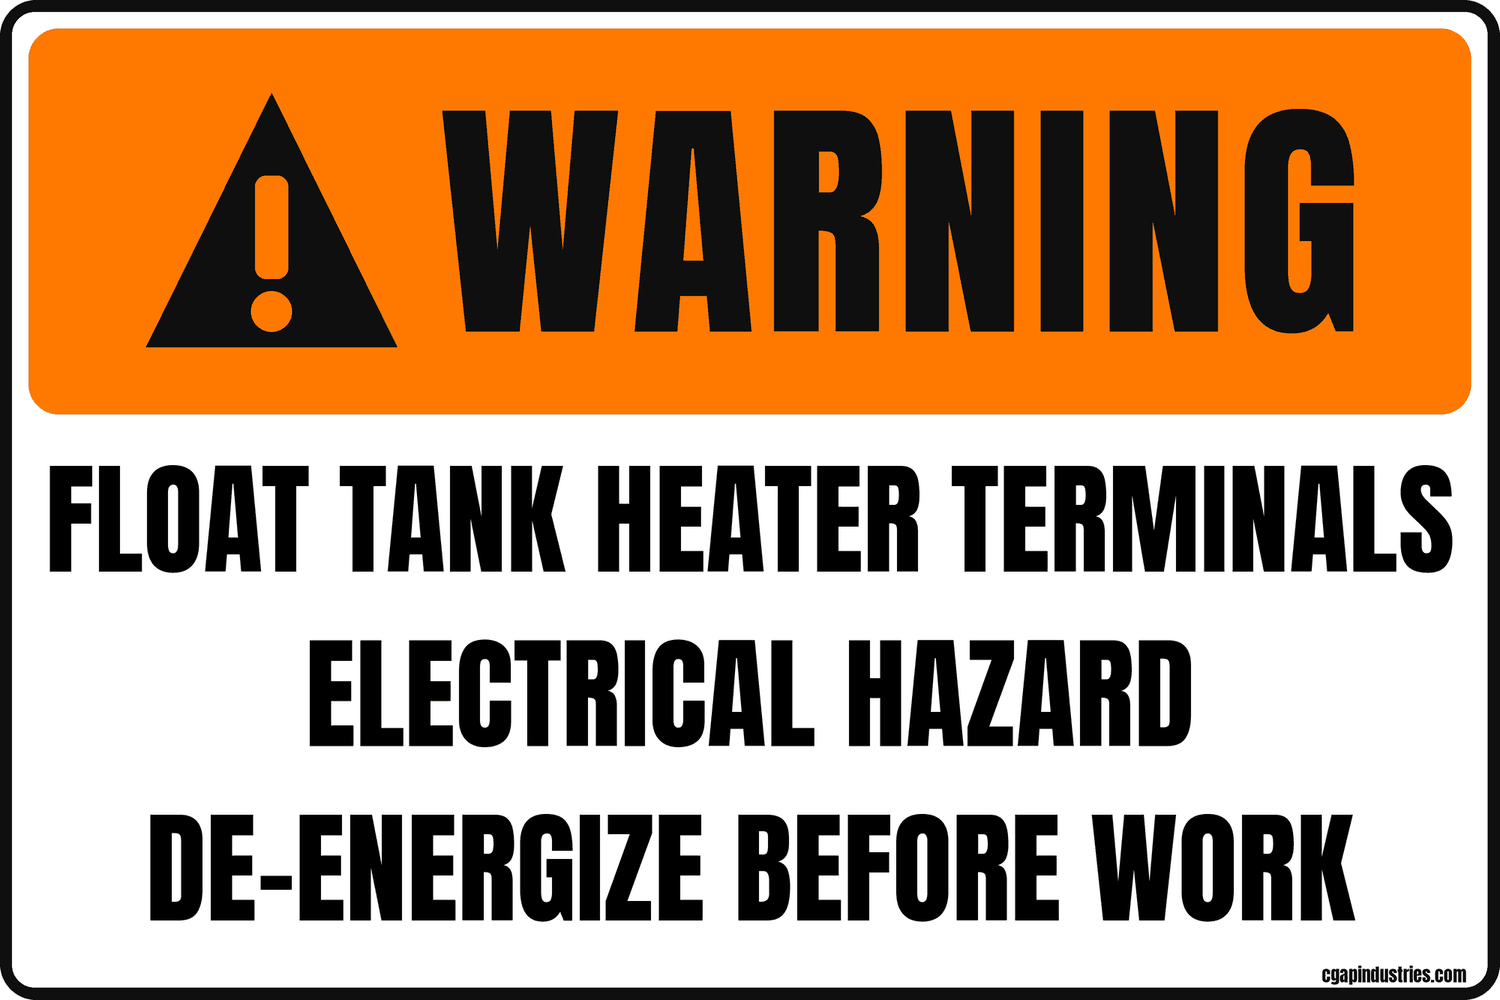 WARNING
FLOAT TANK HEATER TERMINALS
ELECTRICAL HAZARD
DE-ENERGIZE BEFORE WORK
cgapindustries.com